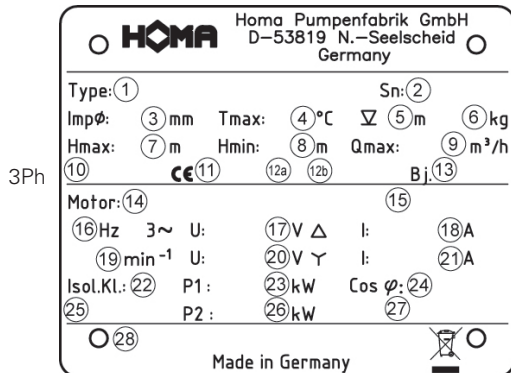 HOMA Homa Pumpenfabrik GmbH
D-53819 N.-Seelscheid
Germany
Type: 1 Sn: 2
Impø: 3 mm Tmax: 4 °C 5 m 6 kg
Hmax: 7 m Hmin: 8 m Qmax: 9 m³/h
3Ph
10 CE 11 12a 12b Bj. 13
Motor: 14 15
16 Hz 3~ U: 17 V △ I: 18 A
19 min⁻¹ U: 20 V Y I: 21 A
Isol.Kl.: 22 P1 : 23 kW Cos φ: 24
25 P2 : 26 kW 27
28
Made in Germany